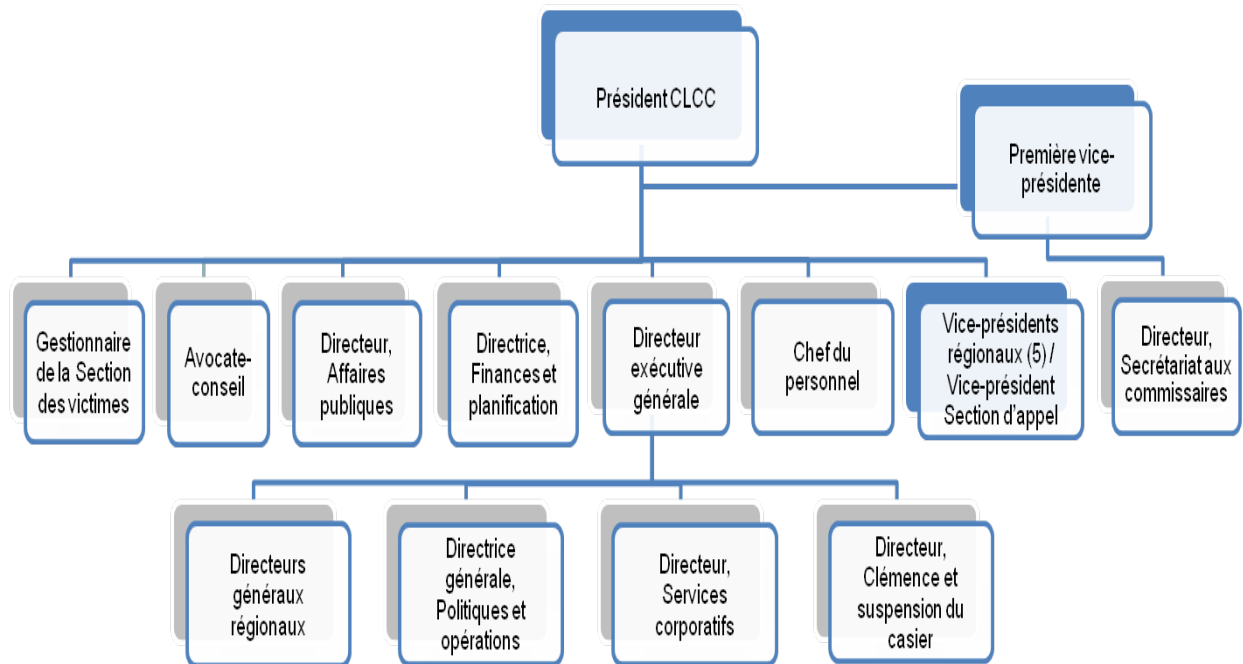 Président CLCC
Première vice-
présidente
Gestionnaire
de la Section
des victimes
Avocate-
conseil
Directeur,
Affaires
publiques
Directrice,
Finances et
planification
Directeur
exécutive
générale
Chef du
personnel
Vice-présidents
régionaux (5) /
Vice-président
Section d'appel
Directeur,
Secrétariat aux
commissaires
Directeurs
généraux
régionaux
Directrice
générale,
Politiques et
opérations
Directeur,
Services
corporatifs
Directeur,
Clémence et
suspension du
casier